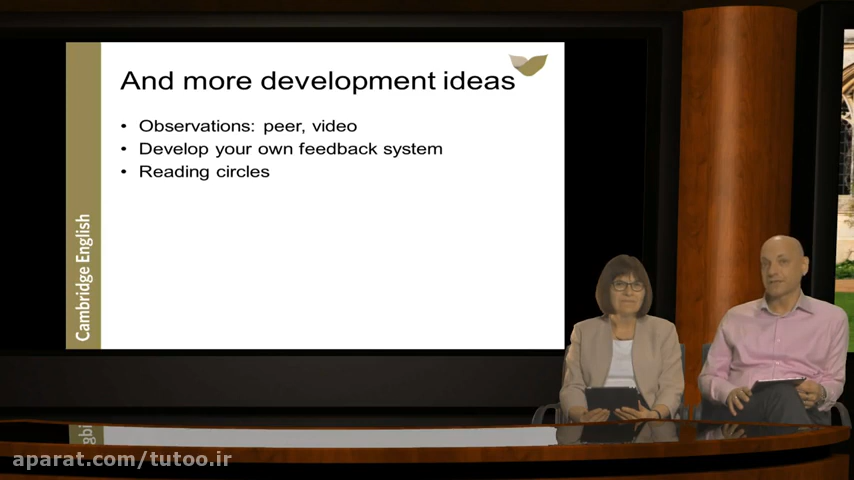 And more development ideas
• Observations: peer, video
• Develop your own feedback system
• Reading circles
Cambridge English
gbi
aparat.com/tutoo.ir